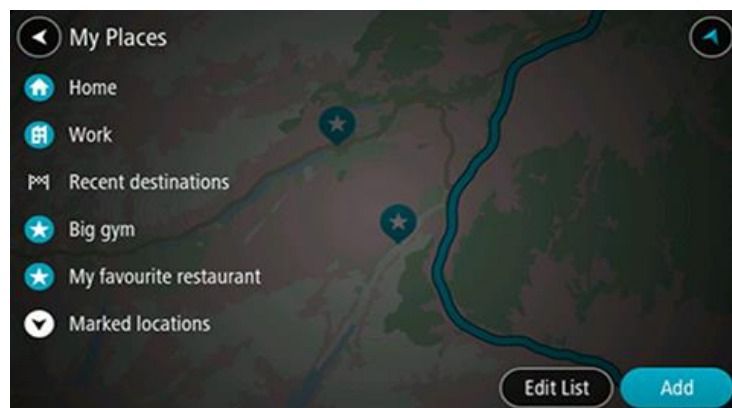 My Places
Home
Work
Recent destinations
Big gym
My favourite restaurant
Marked locations
Edit List
Add